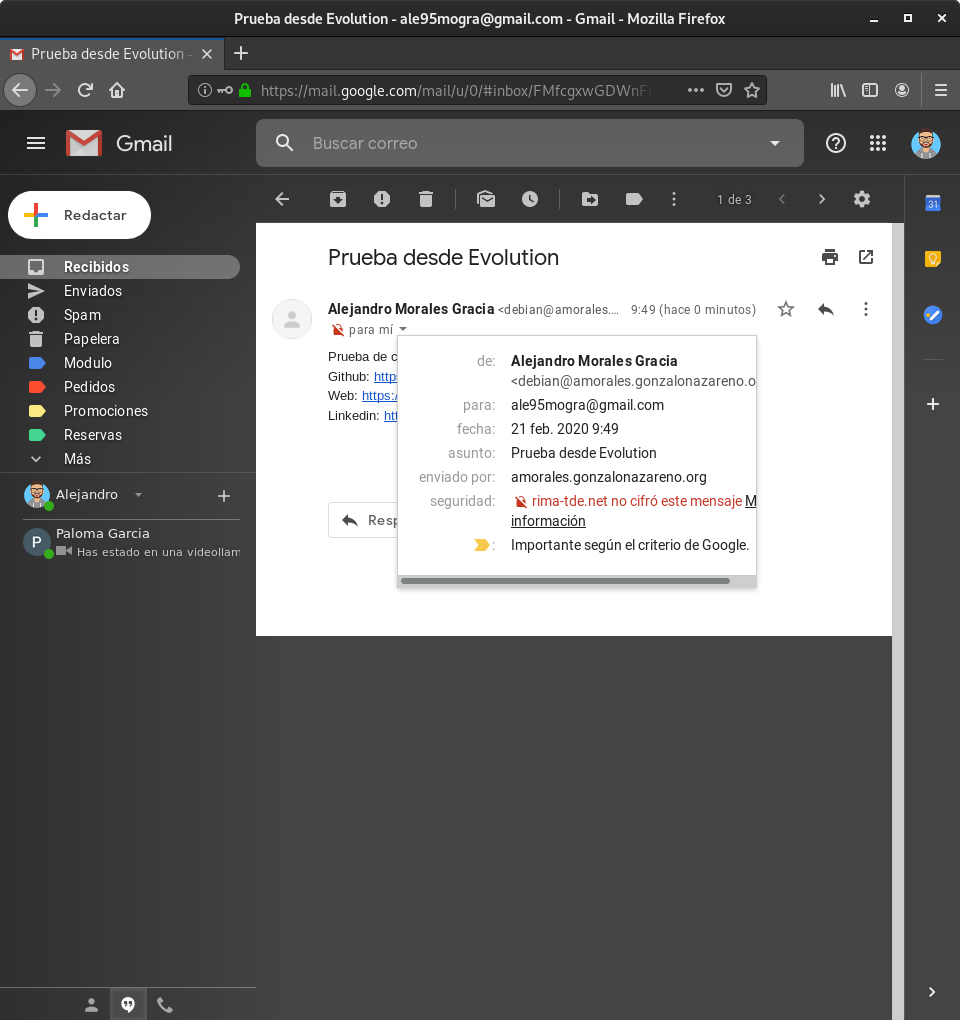 Prueba desde Evolution - ale95mogra@gmail.com - Gmail - Mozilla Firefox
Prueba desde Evolution -
https://mail.google.com/mail/u/0/#inbox/FMfcgxwGDWnF
Gmail
Buscar correo
Redactar
1 de 3
31
Recibidos
Enviados
Spam
Papelera
Modulo
Pedidos
Promociones
Reservas
Más
Alejandro
P
Paloma Garcia
Has estado en una videollam
Prueba desde Evolution
Alejandro Morales Gracia <debian@amorales.... 9:49 (hace 0 minutos)
para mí
Prueba de c
Github: http
Web: https:/
Linkedin: ht
de: Alejandro Morales Gracia
<debian@amorales.gonzalonazareno.o
para: ale95mogra@gmail.com
fecha: 21 feb. 2020 9:49
asunto: Prueba desde Evolution
enviado por: amorales.gonzalonazareno.org
seguridad: rima-tde.net no cifró este mensaje M
información
: Importante según el criterio de Google.
Resp